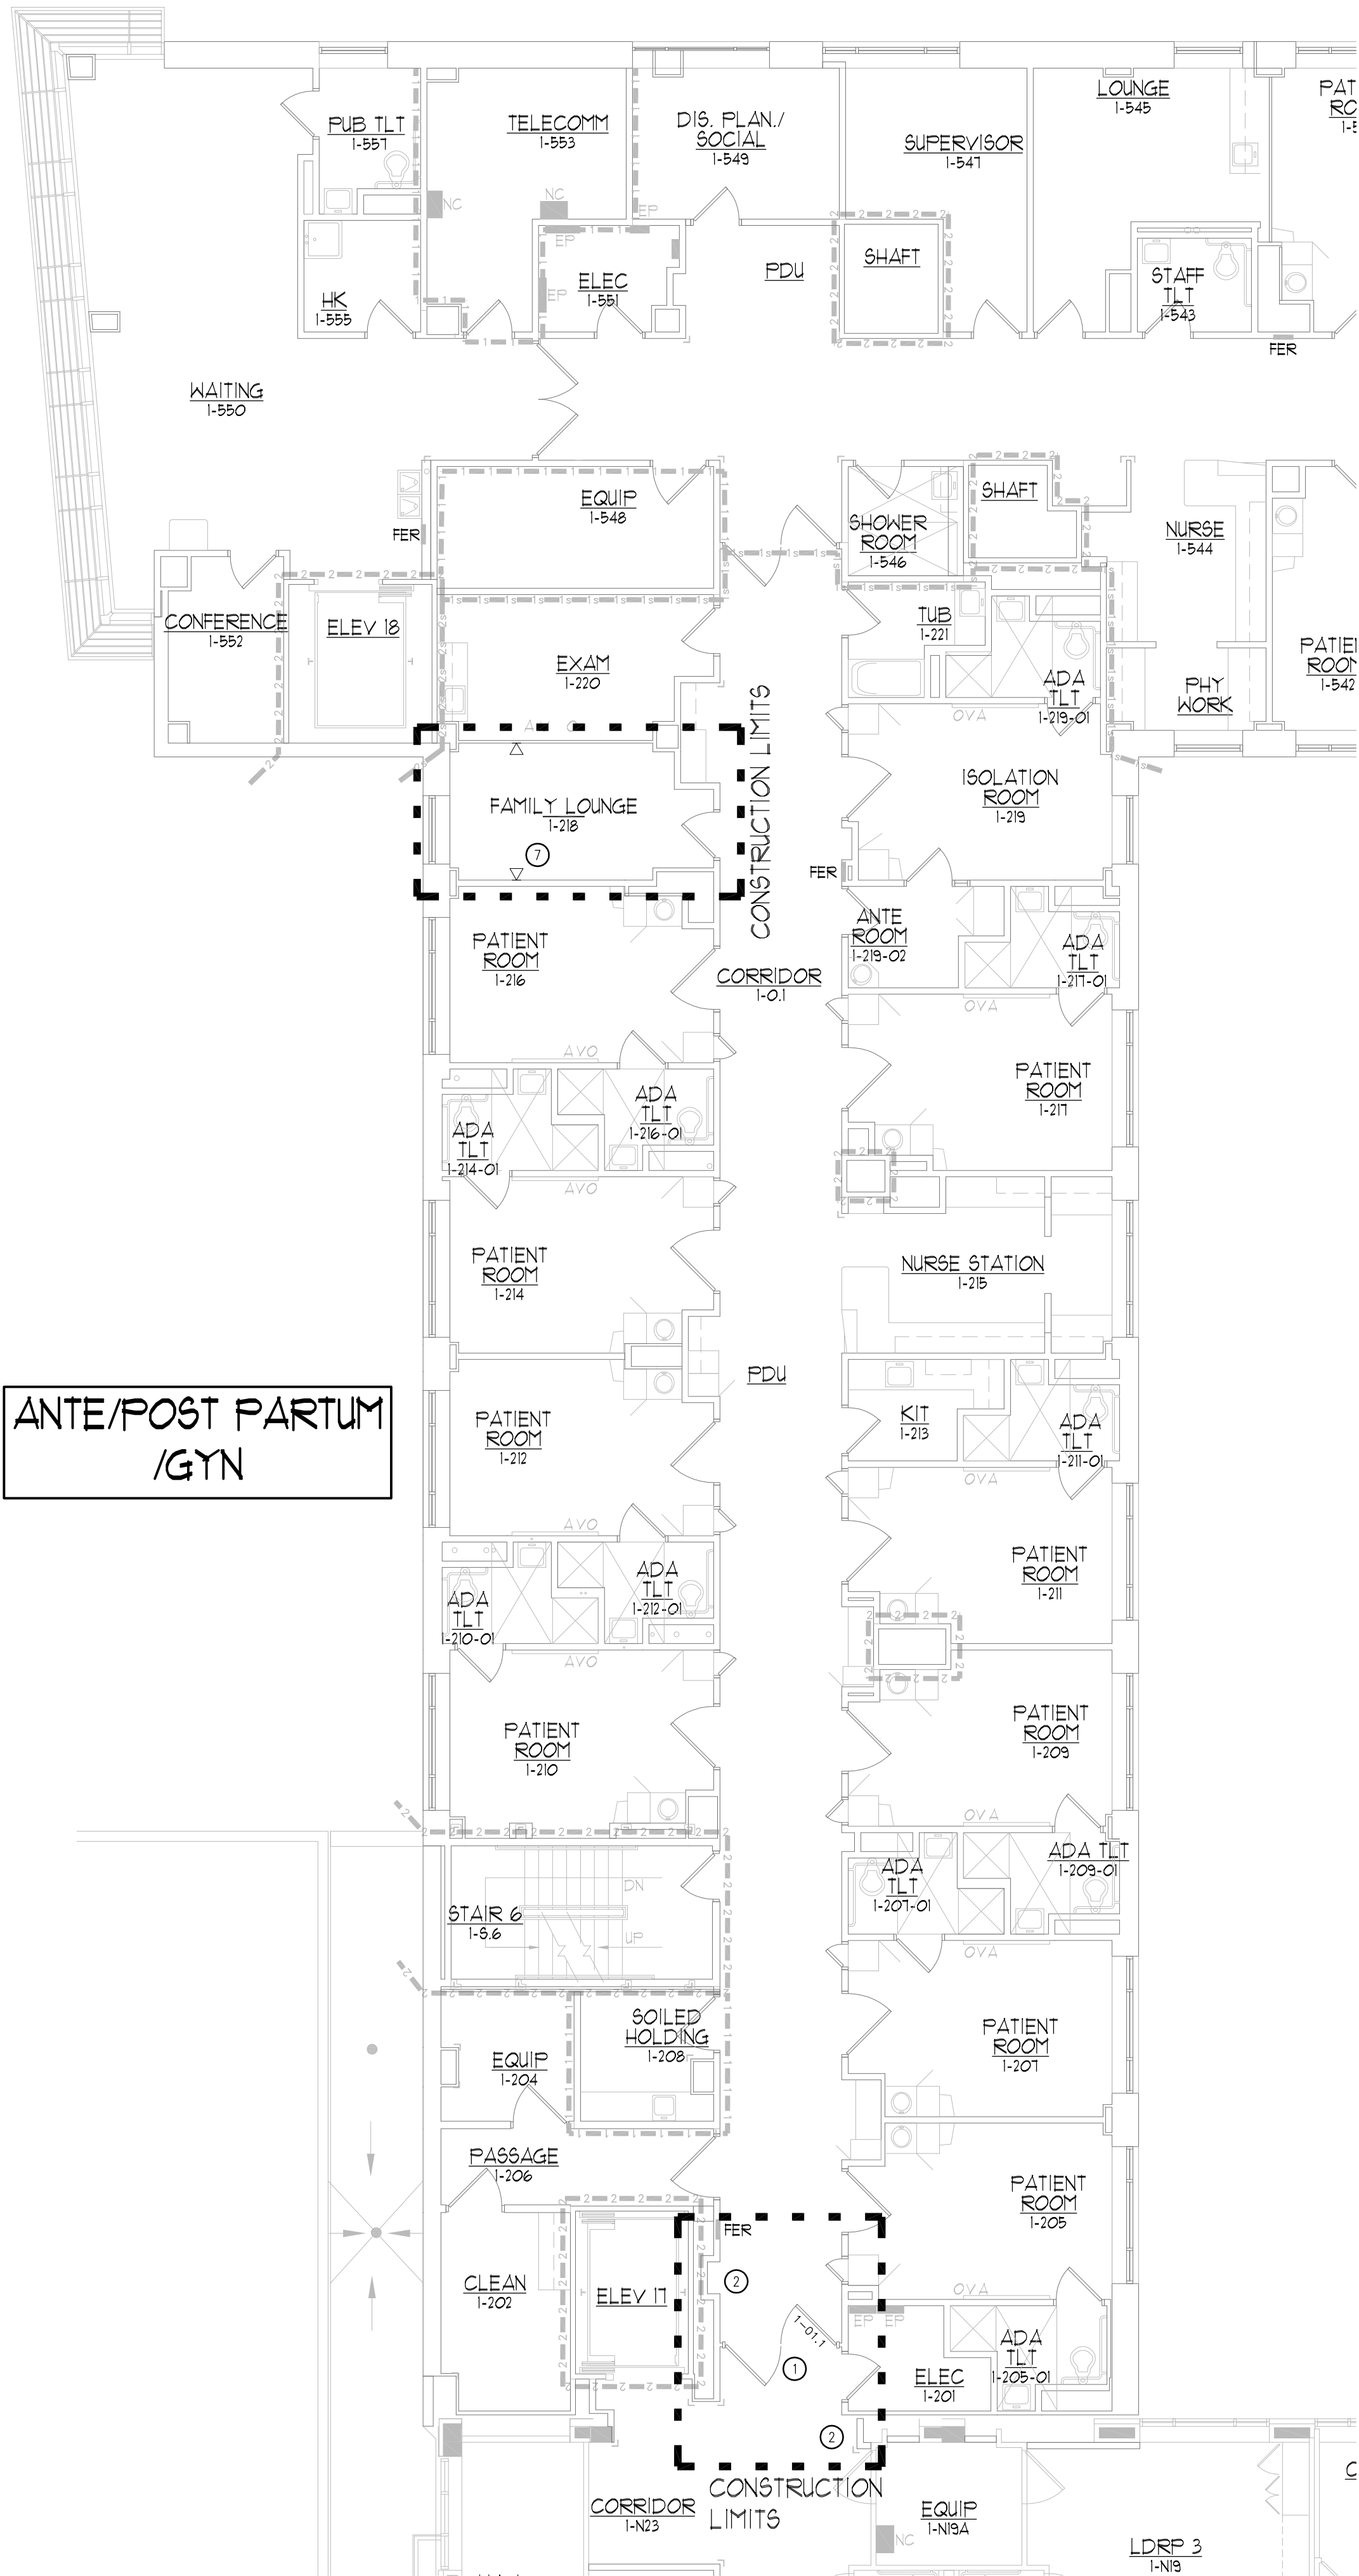 PUB TLT
1-557
TELECOMM
1-553
DIS. PLAN./
SOCIAL
1-549
SUPERVISOR
1-547
LOUNGE
1-545
NC
NC
EP
EP
EP
HK
1-555
ELEC
1-551
PDU
SHAFT
STAFF
TLT
1-543
FER
WAITING
1-550
EQUIP
1-548
FER
SHOWER
ROOM
1-546
SHAFT
NURSE
1-544
CONFERENCE
1-552
ELEV 18
EXAM
1-220
TUB
1-221
ADA
TLT
1-219-01
PHY
WORK
1-542
OVA
CONSTRUCTION LIMITS
FAMILY LOUNGE
1-218
7
ISOLATION
ROOM
1-219
FER
PATIENT
ROOM
1-216
CORRIDOR
1-0.1
ANTE
ROOM
1-219-02
ADA
TLT
1-217-01
OVA
AVO
PATIENT
ROOM
1-217
ADA
TLT
1-214-01
ADA
TLT
1-216-01
AVO
PATIENT
ROOM
1-214
NURSE STATION
1-215
PDU
ANTE/POST PARTUM
/GYN
PATIENT
ROOM
1-212
KIT
1-213
ADA
TLT
1-211-01
OVA
AVO
PATIENT
ROOM
1-211
ADA
TLT
1-210-01
ADA
TLT
1-212-01
AVO
PATIENT
ROOM
1-210
PATIENT
ROOM
1-209
OVA
ADA
TLT
1-207-01
ADA TLT
1-209-01
OVA
STAIR 6
1-S.6
DN
UP
SOILED
HOLDING
1-208
EQUIP
1-204
PATIENT
ROOM
1-207
PASSAGE
1-206
PATIENT
ROOM
1-205
FER
2
CLEAN
1-202
ELEV 17
1-01.1
1
OVA
EP EP
ELEC
1-201
ADA
TLT
1-205-01
2
CONSTRUCTION
LIMITS
CORRIDOR
1-N23
EQUIP
1-N19A
NC
LDRP 3
1-N19